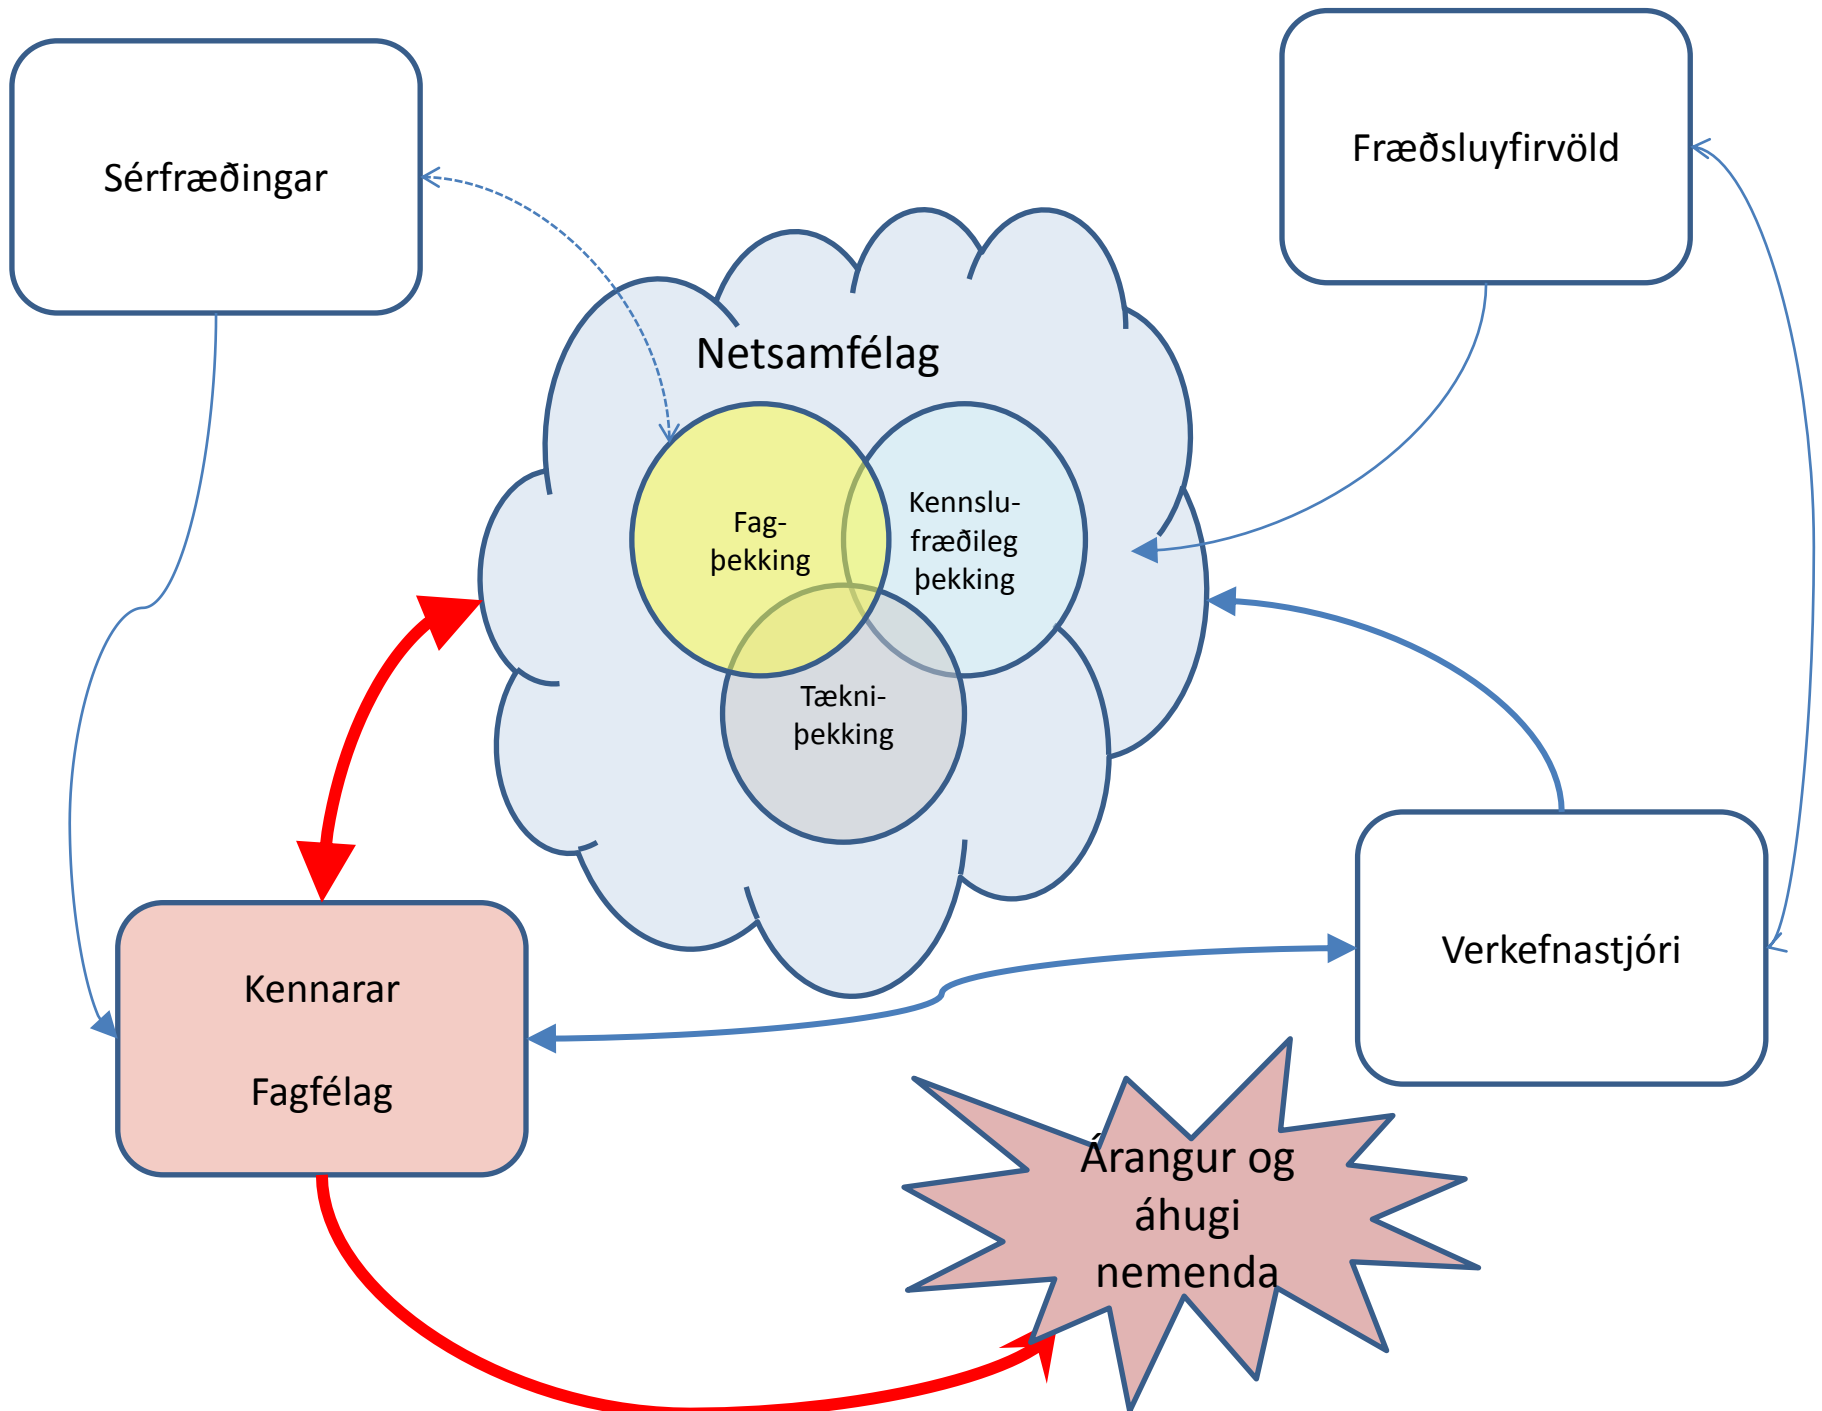 Sérfræðingar
Fræðsluyfirvöld
Netsamfélag
Fag-
þekking
Kennslu-
fræðileg
þekking
Tækni-
þekking
Kennarar
Fagfélag
Verkefnastjóri
Árangur og
áhugi
nemenda